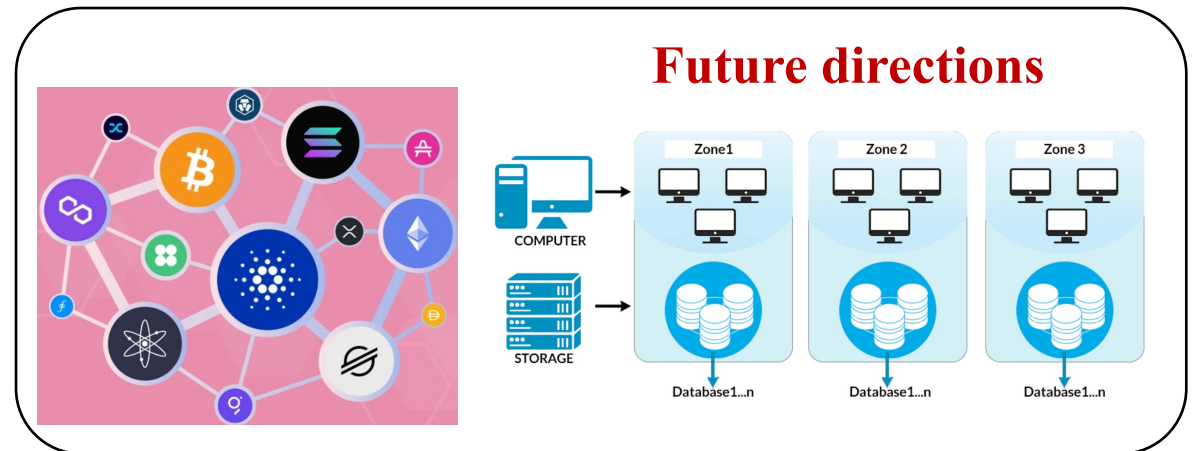 Future directions
Zone1
Zone 2
Zone 3
COMPUTER
STORAGE
Database1...n
Database1...n
Database1...n